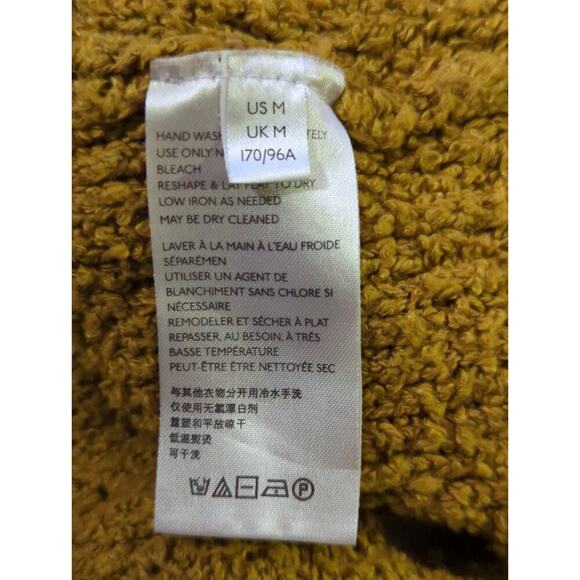 US M
UK M
170/96A
HAND WASH TELY
USE ONLY N
BLEACH
RESHAPE & LAY FLAT TO DRY
LOW IRON AS NEEDED
MAY BE DRY CLEANED
LAVER À LA MAIN À L'EAU FROIDE
SÉPARÉMEN
UTILISER UN AGENT DE
BLANCHIMENT SANS CHLORE SI
NÉCESSAIRE
REMODELER ET SÉCHER À PLAT
REPASSER, AU BESOIN, À TRÉS
BASSE TEMPÉRATURE
PEUT-ÊTRE ÊTRE NETTOYÉE SEC
与其他衣物分开用冷水手洗
仅使用无氯漂白剂
重塑和平放晾干
低温熨烫
可干洗
P